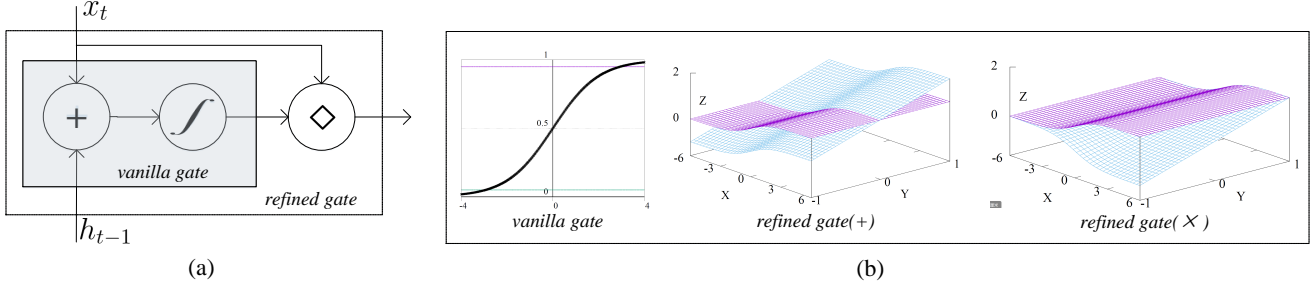 x_t
+
∫
◇
vanilla gate
refined gate
h_{t-1}
(a)
1
0.5
0
-4
0
4
vanilla gate
2
Z
0
-6
-3
0
3
6
X
-1
0
1
Y
refined gate(+)
2
Z
0
-6
-3
0
3
6
X
-1
0
1
Y
refined gate(×)
(b)